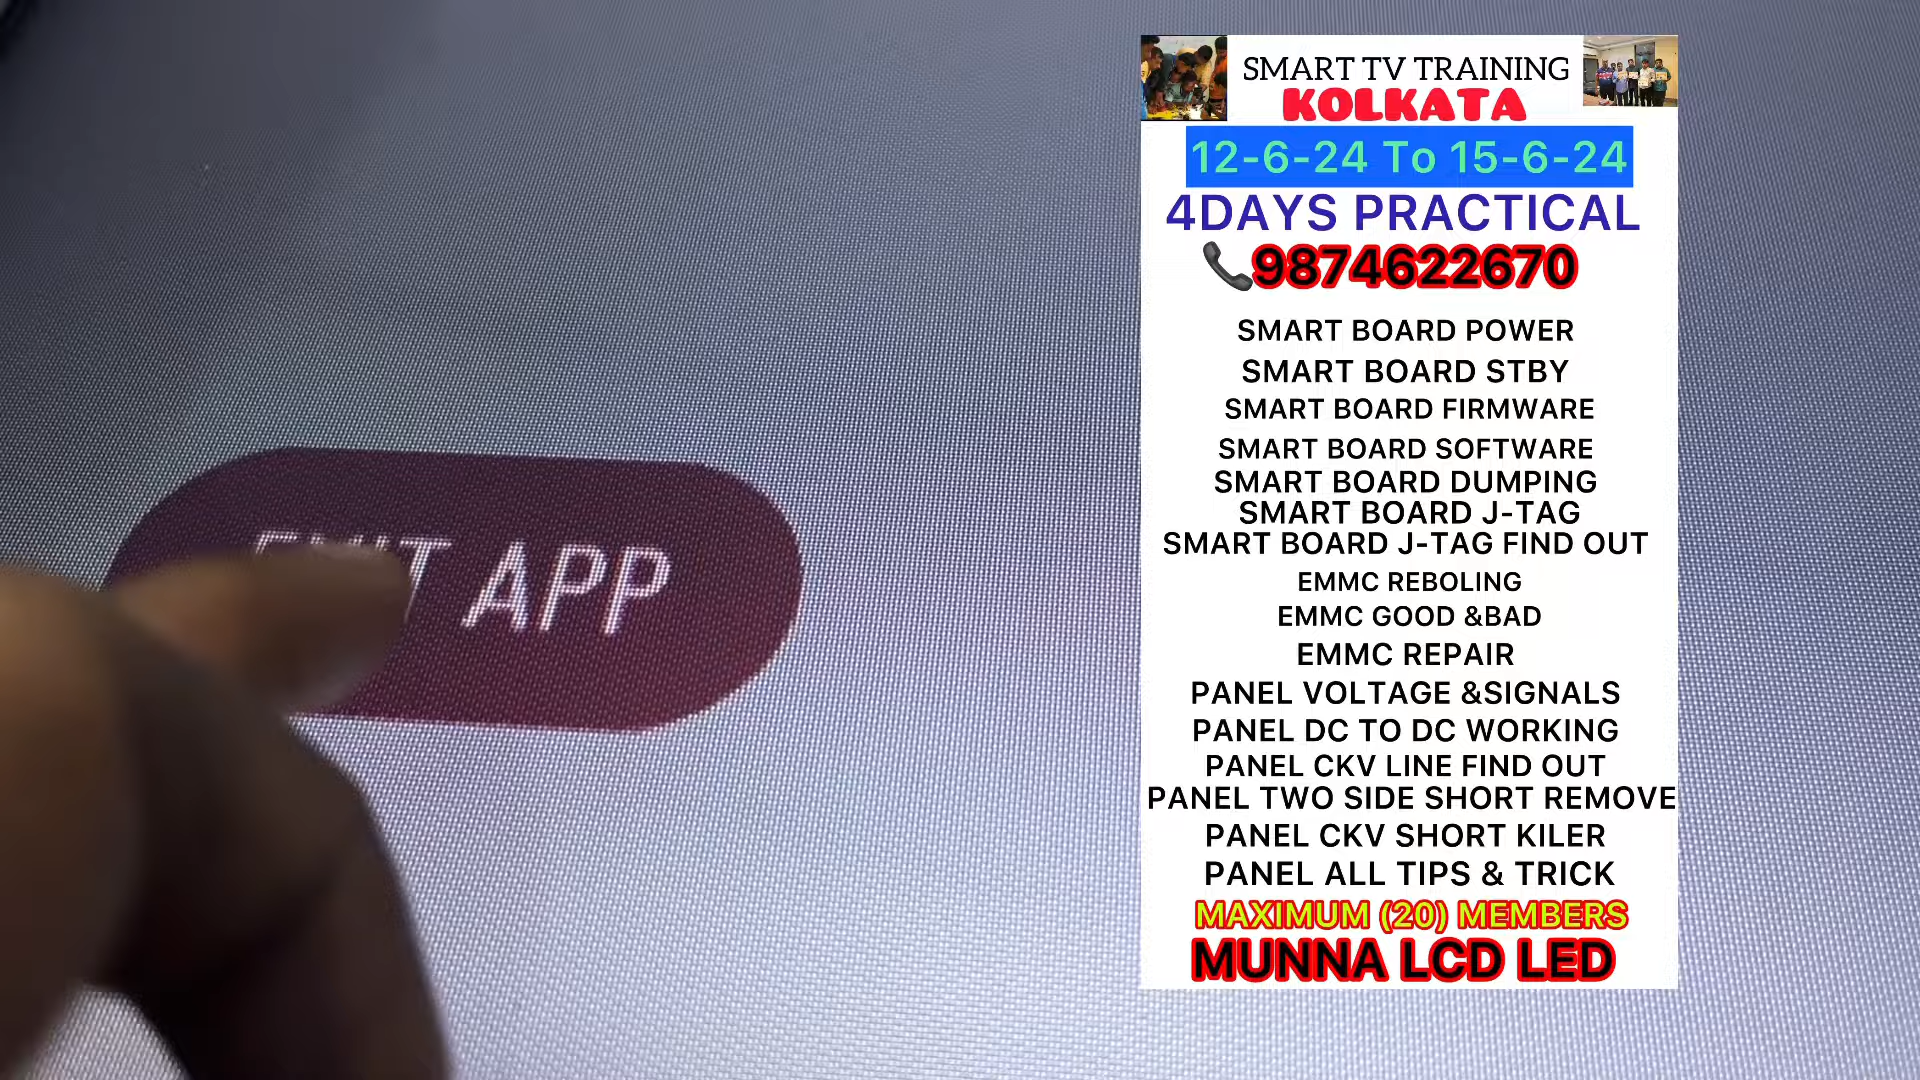 EXIT APP
SMART TV TRAINING
KOLKATA
12-6-24 To 15-6-24
4DAYS PRACTICAL
9874622670
SMART BOARD POWER
SMART BOARD STBY
SMART BOARD FIRMWARE
SMART BOARD SOFTWARE
SMART BOARD DUMPING
SMART BOARD J-TAG
SMART BOARD J-TAG FIND OUT
EMMC REBOLING
EMMC GOOD &BAD
EMMC REPAIR
PANEL VOLTAGE &SIGNALS
PANEL DC TO DC WORKING
PANEL CKV LINE FIND OUT
PANEL TWO SIDE SHORT REMOVE
PANEL CKV SHORT KILER
PANEL ALL TIPS & TRICK
MAXIMUM (20) MEMBERS
MUNNA LCD LED